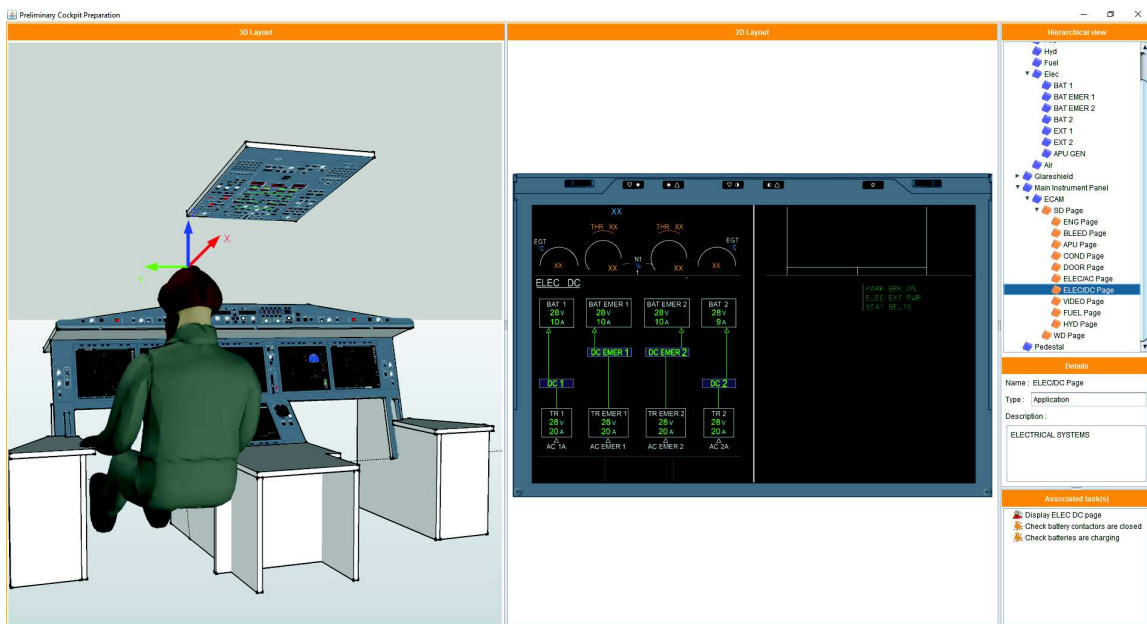 Preliminary Cockpit Preparation
3D Layout
X
Y
2D Layout
XX
THR XX
THR XX
EGT
°C
XX
XX
N1
XX
XX
EGT
°C
ELEC DC
BAT 1
28 V
10 A
BAT EMER 1
28 V
10 A
BAT EMER 2
28 V
10 A
BAT 2
28 V
9 A
DC EMER 1
DC EMER 2
DC 1
DC 2
TR 1
28 V
20 A
TR EMER 1
28 V
20 A
TR EMER 2
28 V
20 A
TR 2
28 V
20 A
AC 1A
AC EMER 1
AC EMER 2
AC 2A
PARK BRK ON
ELEC EXT PWR
SEAT BELTS
Hierarchical view
Hyd
Fuel
Elec
BAT 1
BAT EMER 1
BAT EMER 2
BAT 2
EXT 1
EXT 2
APU GEN
Air
Glareshield
Main Instrument Panel
ECAM
SD Page
ENG Page
BLEED Page
APU Page
COND Page
DOOR Page
ELEC/AC Page
ELEC/DC Page
VIDEO Page
FUEL Page
HYD Page
WD Page
Pedestal
Details
Name : ELEC/DC Page
Type : Application
Description :
ELECTRICAL SYSTEMS
Associated task(s)
Display ELEC DC page
Check battery contactors are closed
Check batteries are charging